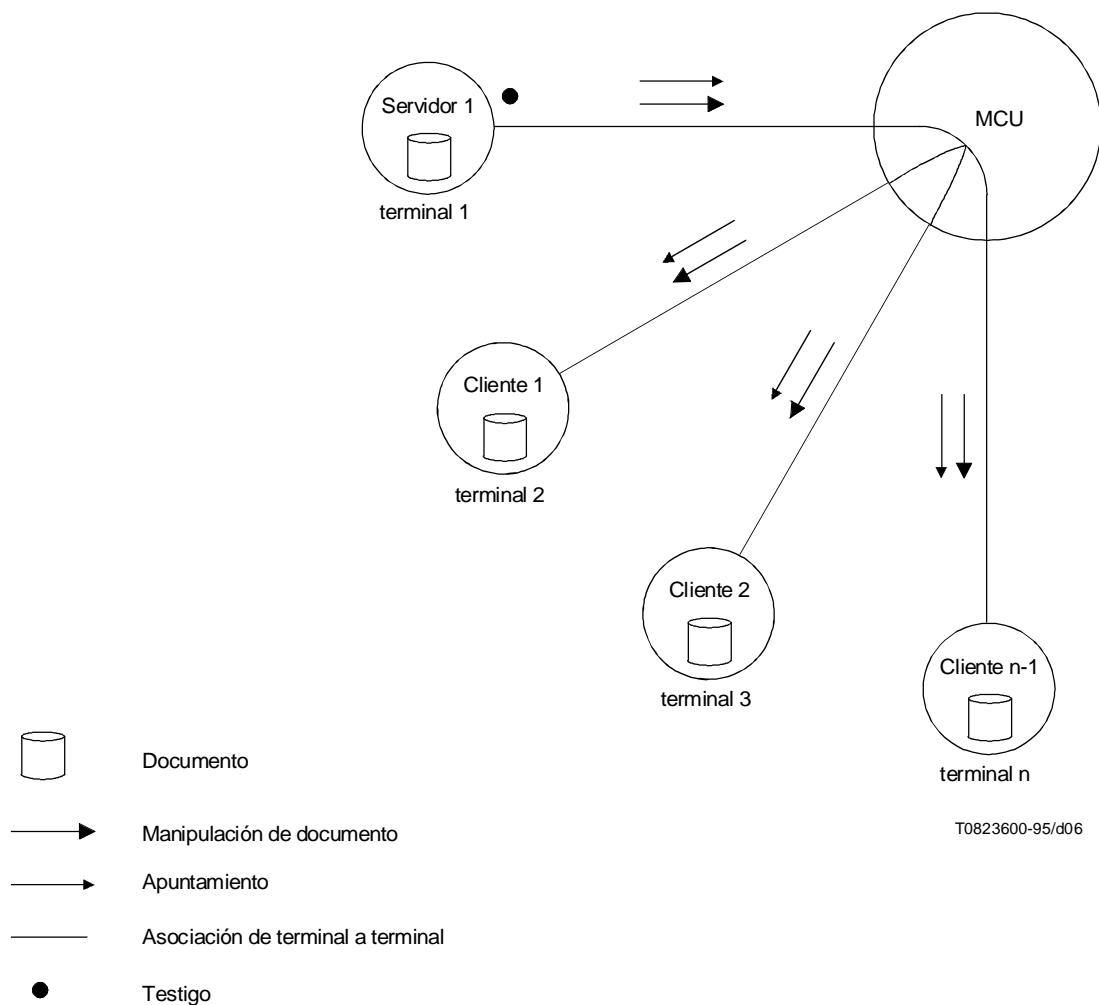 Servidor 1
MCU
terminal 1
Cliente 1
terminal 2
Cliente 2
terminal 3
Cliente n-1
terminal n
Documento
Manipulación de documento
T0823600-95/d06
Apuntamiento
Asociación de terminal a terminal
Testigo